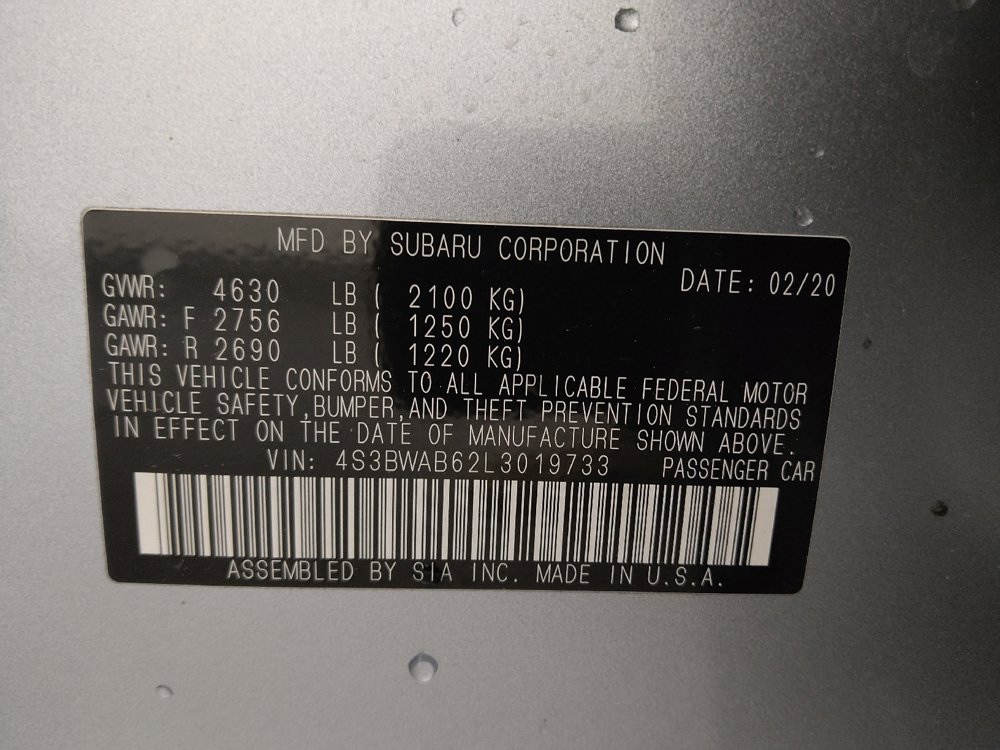 MFD BY SUBARU CORPORATION
DATE: 02/20
GVWR: 4630 LB ( 2100 KG)
GAWR: F 2756 LB ( 1250 KG)
GAWR: R 2690 LB ( 1220 KG)
THIS VEHICLE CONFORMS TO ALL APPLICABLE FEDERAL MOTOR
VEHICLE SAFETY,BUMPER,AND THEFT PREVENTION STANDARDS
IN EFFECT ON THE DATE OF MANUFACTURE SHOWN ABOVE.
VIN: 4S3BWAB62L3019733 PASSENGER CAR
ASSEMBLED BY SIA INC. MADE IN U.S.A.